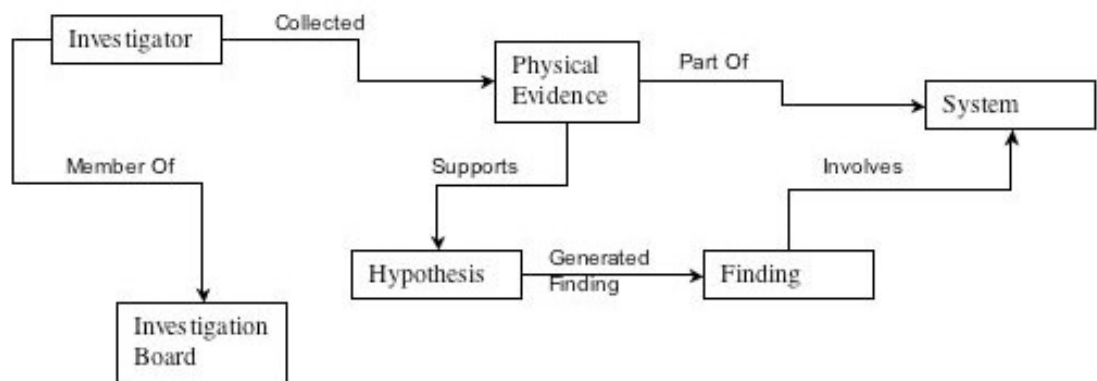 Collected
Investigator
Physical
Evidence
Part Of
System
Member Of
Supports
Involves
Hypothesis
Generated
Finding
Finding
Investigation
Board